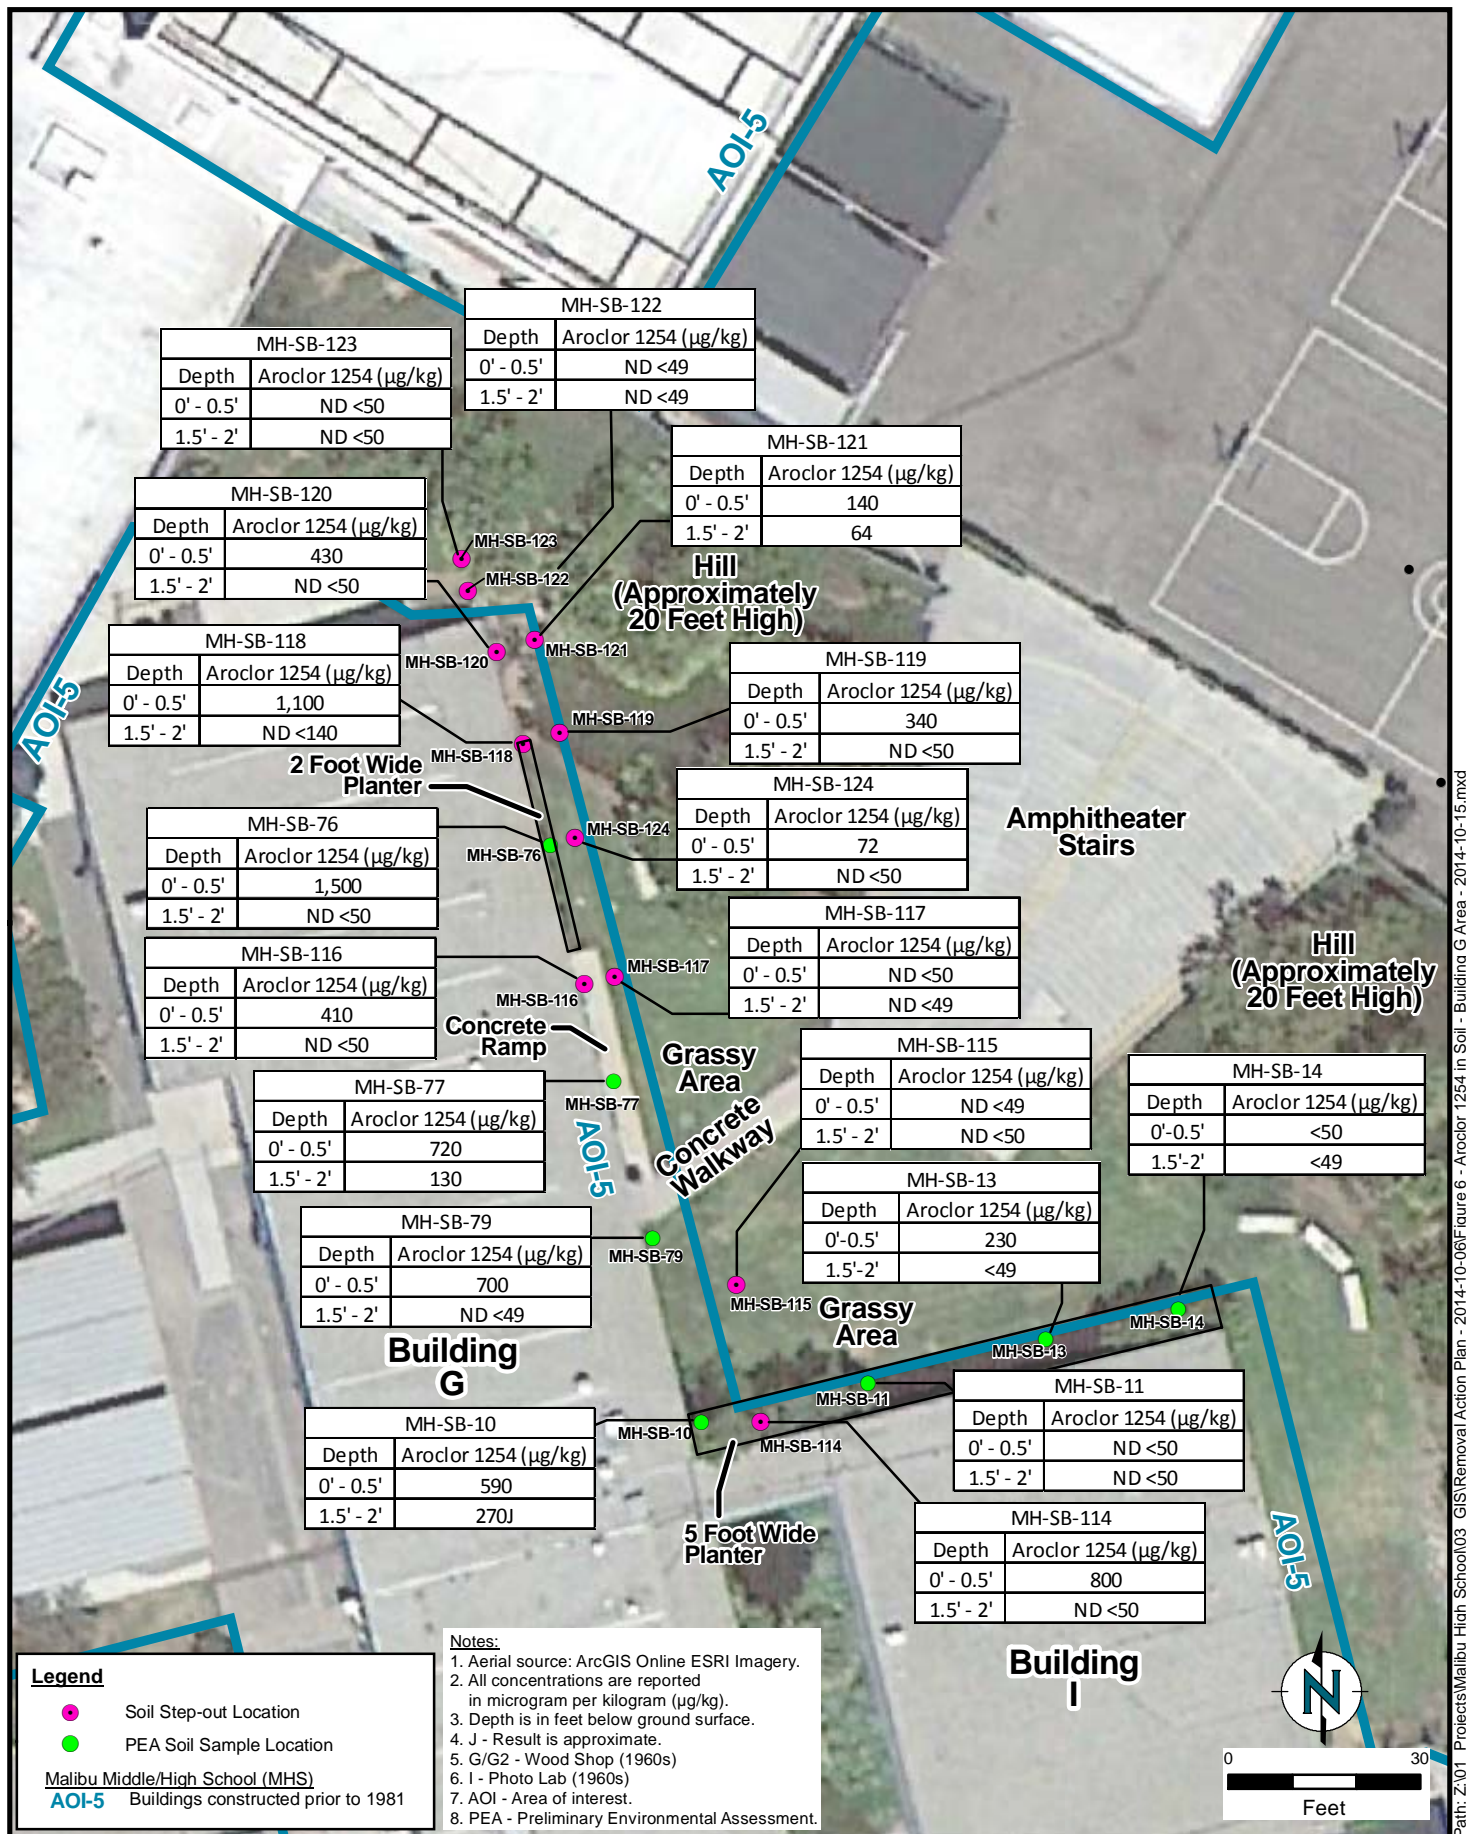 AOI-5
MH-SB-122
Depth Aroclor 1254 (µg/kg)
0' - 0.5' ND <49
1.5' - 2' ND <49
MH-SB-123
Depth Aroclor 1254 (µg/kg)
0' - 0.5' ND <50
1.5' - 2' ND <50
MH-SB-121
Depth Aroclor 1254 (µg/kg)
0' - 0.5' 140
1.5' - 2' 64
MH-SB-120
Depth Aroclor 1254 (µg/kg)
0' - 0.5' 430
1.5' - 2' ND <50
MH-SB-123
MH-SB-122
Hill
(Approximately
20 Feet High)
MH-SB-118
Depth Aroclor 1254 (µg/kg)
0' - 0.5' 1,100
1.5' - 2' ND <140
MH-SB-120
MH-SB-121
MH-SB-119
Depth Aroclor 1254 (µg/kg)
0' - 0.5' 340
1.5' - 2' ND <50
AOI-5
MH-SB-119
MH-SB-118
2 Foot Wide
Planter
MH-SB-124
Depth Aroclor 1254 (µg/kg)
0' - 0.5' 72
1.5' - 2' ND <50
Amphitheater
Stairs
MH-SB-76
Depth Aroclor 1254 (µg/kg)
0' - 0.5' 1,500
1.5' - 2' ND <50
MH-SB-124
MH-SB-76
MH-SB-117
Depth Aroclor 1254 (µg/kg)
0' - 0.5' ND <50
1.5' - 2' ND <49
MH-SB-116
Depth Aroclor 1254 (µg/kg)
0' - 0.5' 410
1.5' - 2' ND <50
MH-SB-117
MH-SB-116
Hill
(Approximately
20 Feet High)
Concrete
Ramp
Grassy
Area
MH-SB-115
Depth Aroclor 1254 (µg/kg)
0' - 0.5' ND <49
1.5' - 2' ND <50
MH-SB-14
Depth Aroclor 1254 (µg/kg)
0'-0.5' <50
1.5'-2' <49
MH-SB-77
Depth Aroclor 1254 (µg/kg)
0' - 0.5' 720
1.5' - 2' 130
MH-SB-77
AOI-5
Concrete
Walkway
MH-SB-13
Depth Aroclor 1254 (µg/kg)
0'-0.5' 230
1.5'-2' <49
MH-SB-79
Depth Aroclor 1254 (µg/kg)
0' - 0.5' 700
1.5' - 2' ND <49
MH-SB-79
MH-SB-115
Grassy
Area
MH-SB-14
MH-SB-13
Building
G
MH-SB-11
MH-SB-11
Depth Aroclor 1254 (µg/kg)
0' - 0.5' ND <50
1.5' - 2' ND <50
MH-SB-10
Depth Aroclor 1254 (µg/kg)
0' - 0.5' 590
1.5' - 2' 270J
MH-SB-10
MH-SB-114
5 Foot Wide
Planter
MH-SB-114
Depth Aroclor 1254 (µg/kg)
0' - 0.5' 800
1.5' - 2' ND <50
AOI-5
Building
I
N
0 30
Feet
Legend
Soil Step-out Location
PEA Soil Sample Location
Malibu Middle/High School (MHS)
AOI-5 Buildings constructed prior to 1981
Notes:
1. Aerial source: ArcGIS Online ESRI Imagery.
2. All concentrations are reported
in microgram per kilogram (µg/kg).
3. Depth is in feet below ground surface.
4. J - Result is approximate.
5. G/G2 - Wood Shop (1960s)
6. I - Photo Lab (1960s)
7. AOI - Area of interest.
8. PEA - Preliminary Environmental Assessment.
Path: Z:\01_Projects\Malibu High School\03_GIS\Removal Action Plan - 2014-10-06\Figure 6 - Aroclor 1254 in Soil - Building G Area - 2014-10-15.mxd